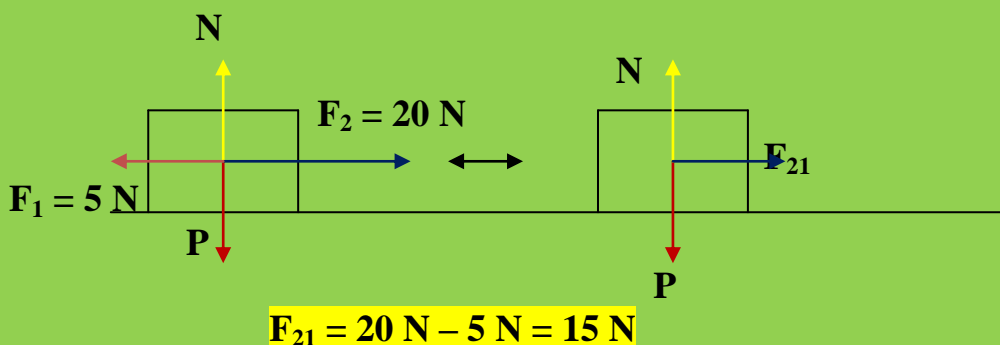 N
N
F₂ = 20 N
F₂₁
F₁ = 5 N
P
P
F₂₁ = 20 N – 5 N = 15 N